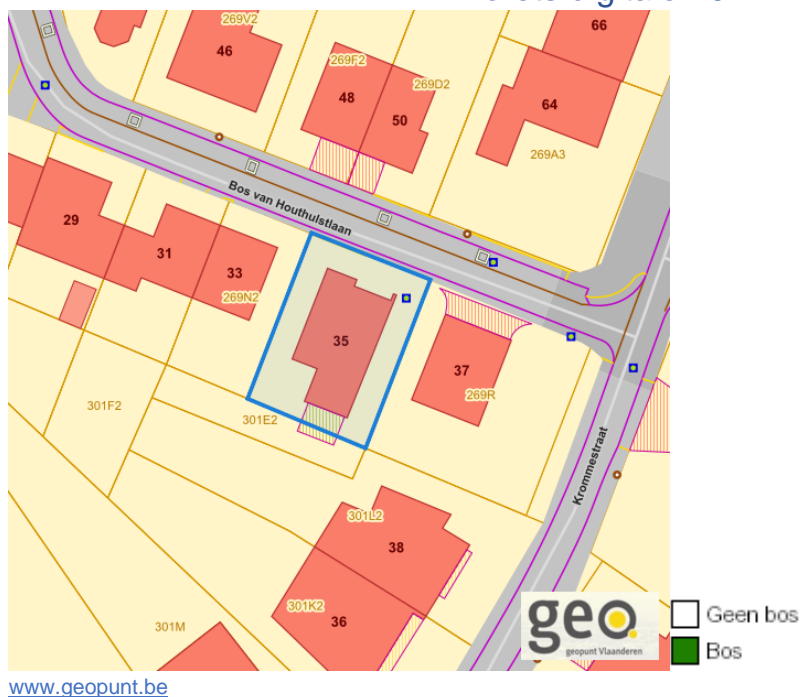 66
269V2
46
269F2
48
269D2
50
64
269A3
Bos van Houthulstlaan
29
31
33
269N2
35
37
269R
301F2
301E2
Krommestraat
301L2
38
301K2
36
301M
geo
geopunt Vlaanderen
Geen bos
Bos
www.geopunt.be